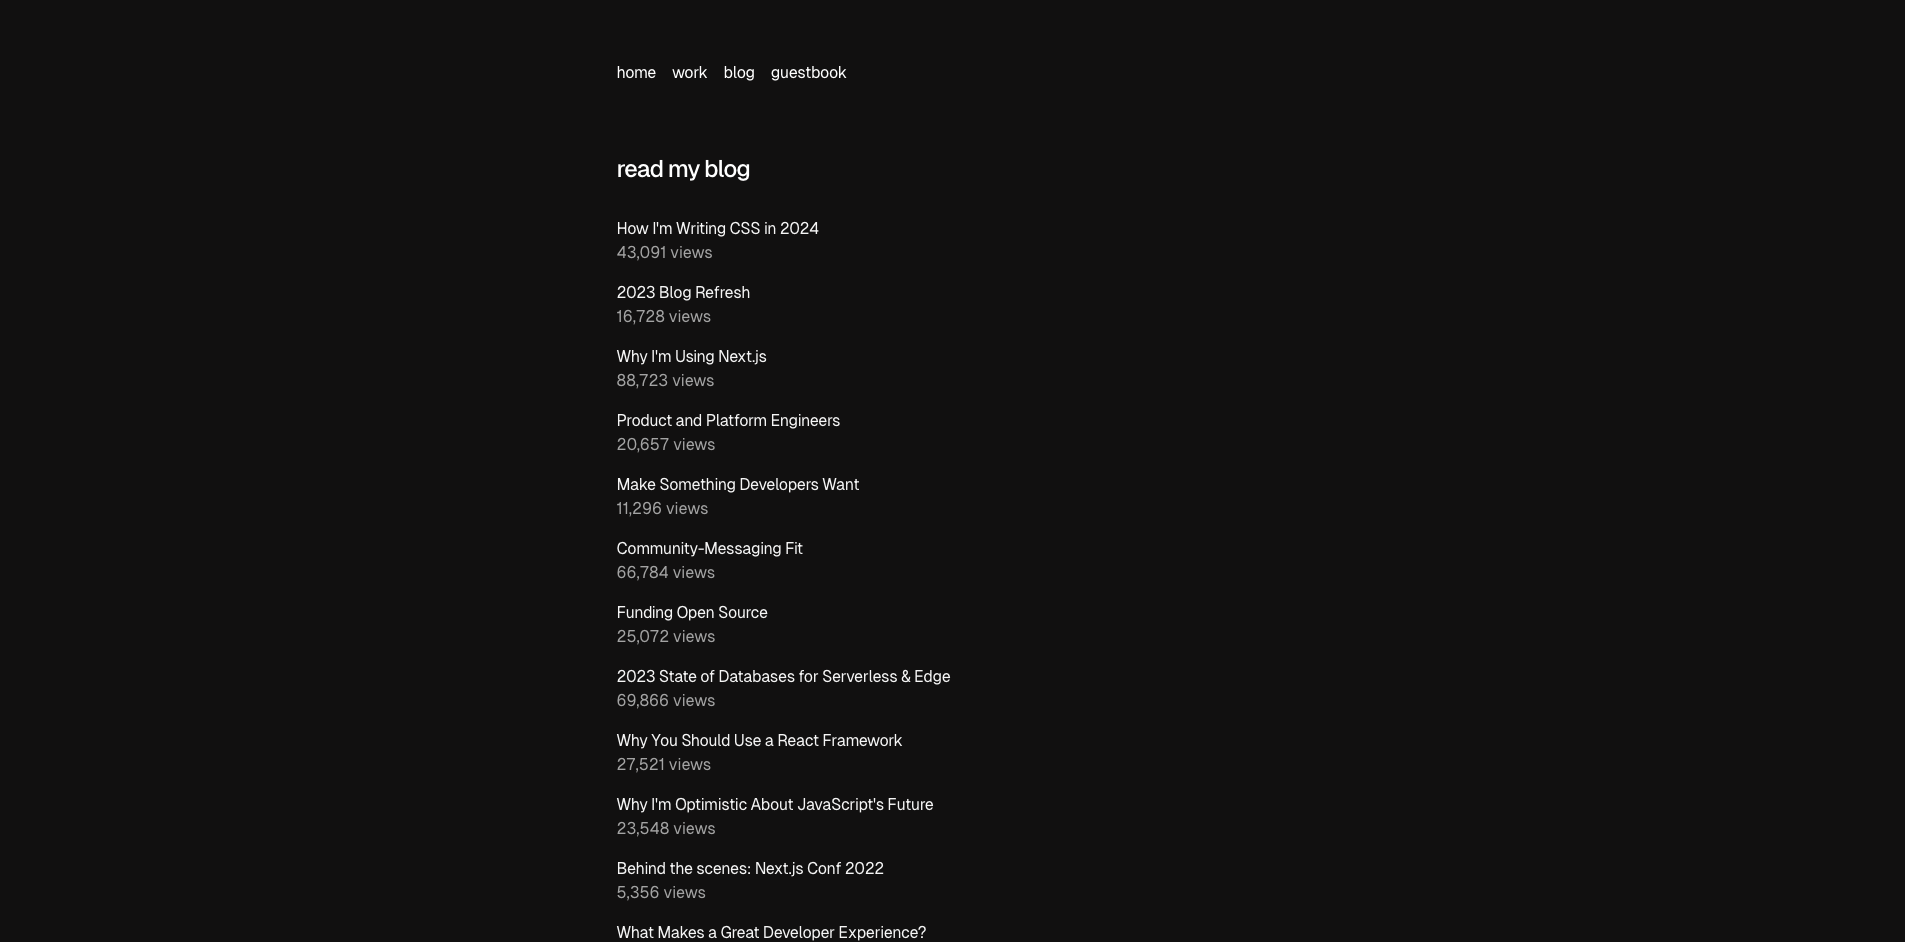 home work blog guestbook
read my blog
How I'm Writing CSS in 2024
43,091 views
2023 Blog Refresh
16,728 views
Why I'm Using Next.js
88,723 views
Product and Platform Engineers
20,657 views
Make Something Developers Want
11,296 views
Community-Messaging Fit
66,784 views
Funding Open Source
25,072 views
2023 State of Databases for Serverless & Edge
69,866 views
Why You Should Use a React Framework
27,521 views
Why I'm Optimistic About JavaScript's Future
23,548 views
Behind the scenes: Next.js Conf 2022
5,356 views
What Makes a Great Developer Experience?